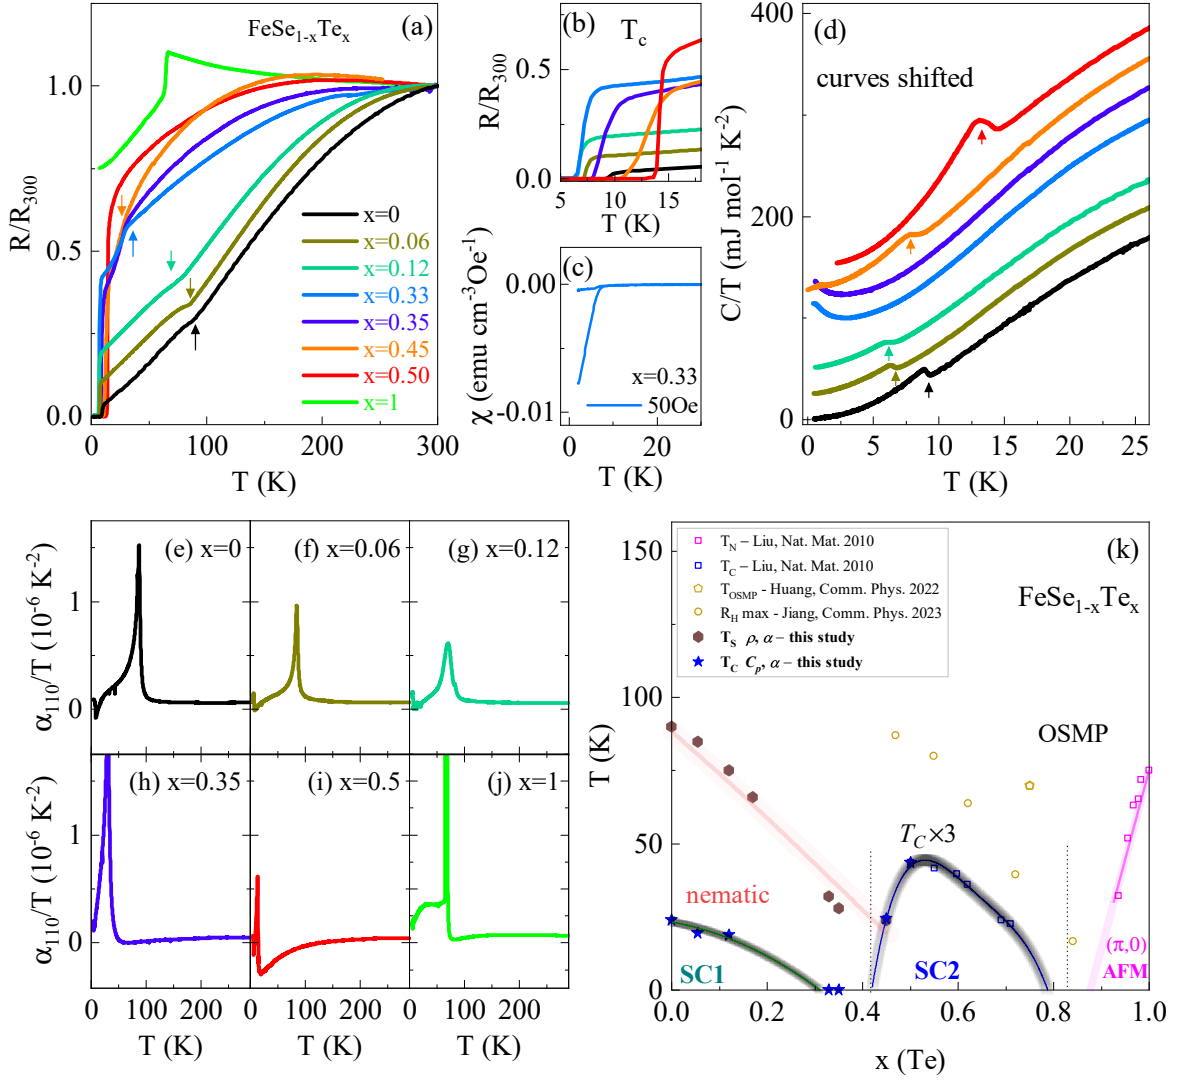 FeSe1-xTex
(a)
R/R300
1.0
0.5
0.0
x=0
x=0.06
x=0.12
x=0.33
x=0.35
x=0.45
x=0.50
x=1
0 100 200 300
T (K)
(b)
Tc
R/R300
0.5
0.0
5 10 15
T (K)
(c)
χ (emu cm-3Oe-1)
0.00
-0.01
x=0.33
50Oe
0 20
T (K)
(d)
curves shifted
C/T (mJ mol-1 K-2)
400
200
0
0 5 10 15 20 25
T (K)
(e) x=0
(f) x=0.06
(g) x=0.12
α110/T (10-6 K-2)
1
0
(h) x=0.35
(i) x=0.5
(j) x=1
α110/T (10-6 K-2)
1
0
0 100 200
0 100 200
0 100 200
T (K)
T (K)
T (K)
(k)
TN – Liu, Nat. Mat. 2010
TC – Liu, Nat. Mat. 2010
TOSMP - Huang, Comm. Phys. 2022
RH max - Jiang, Comm. Phys. 2023
TS ρ, α – this study
TC Cp, α – this study
FeSe1-xTex
OSMP
TC×3
nematic
SC1
SC2
(π,0)
AFM
T (K)
150
100
50
0
0.0 0.2 0.4 0.6 0.8 1.0
x (Te)